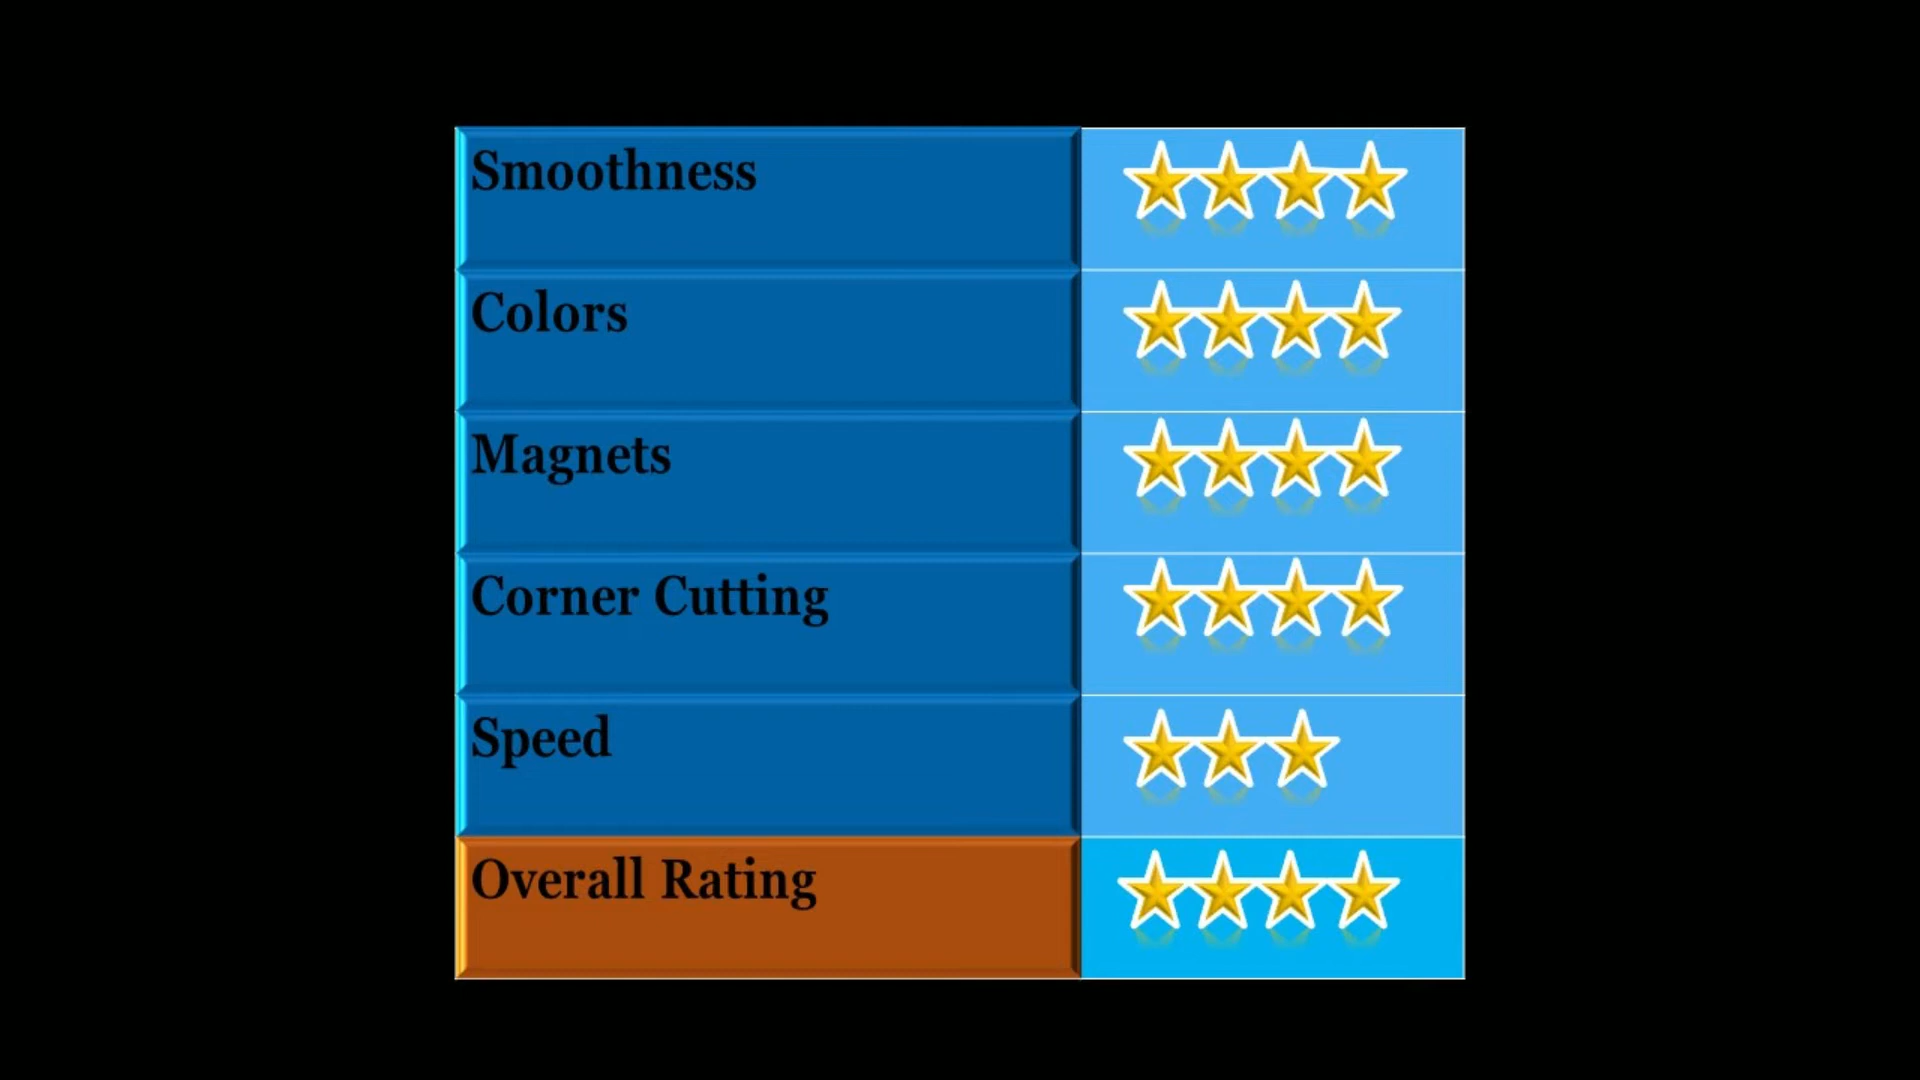 Smoothness
Colors
Magnets
Corner Cutting
Speed
Overall Rating